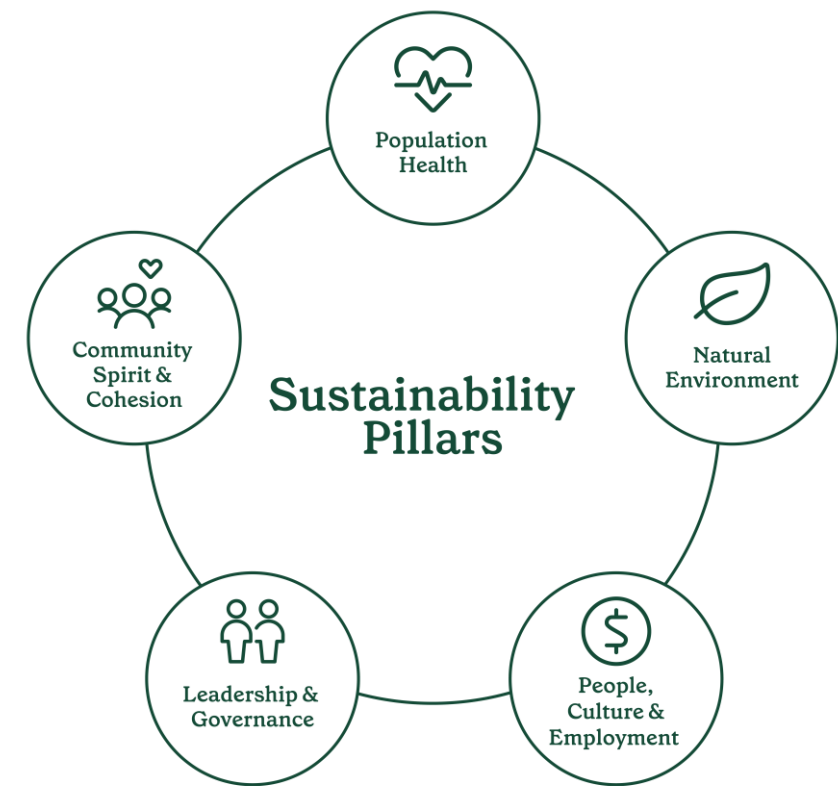 Population
Health
Natural
Environment
People,
Culture &
Employment
Leadership &
Governance
Community
Spirit &
Cohesion
Sustainability
Pillars